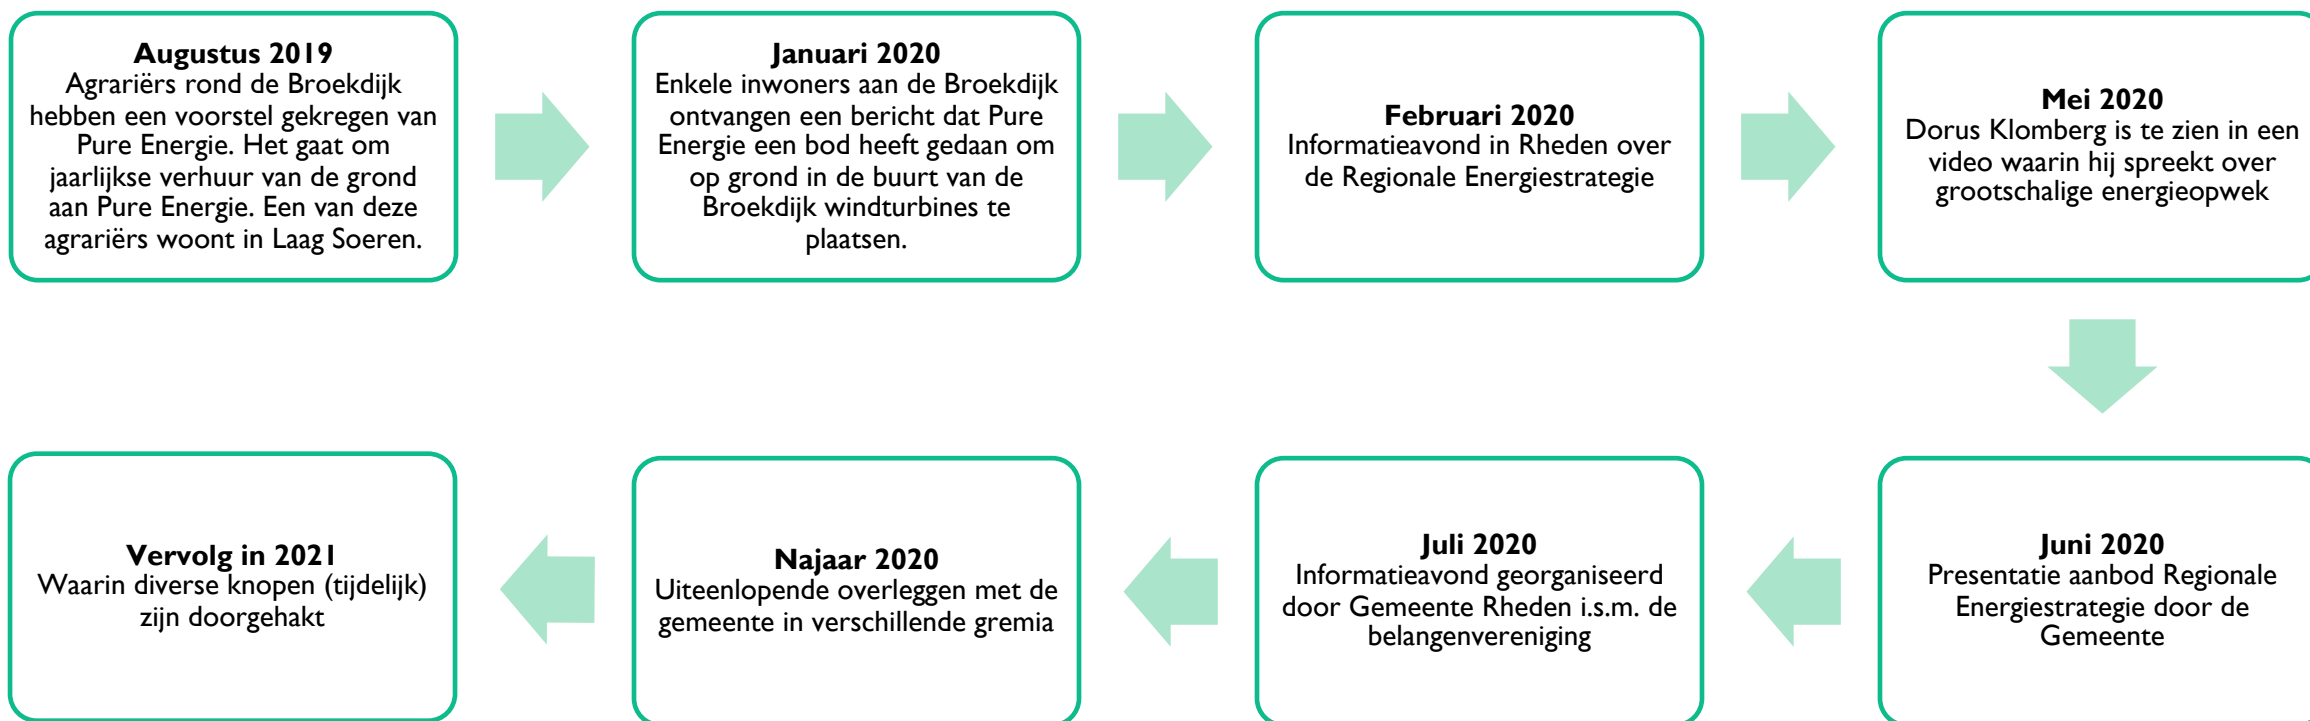 Augustus 2019
Agrariërs rond de Broekdijk
hebben een voorstel gekregen van
Pure Energie. Het gaat om
jaarlijkse verhuur van de grond
aan Pure Energie. Een van deze
agrariërs woont in Laag Soeren.
Januari 2020
Enkele inwoners aan de Broekdijk
ontvangen een bericht dat Pure
Energie een bod heeft gedaan om
op grond in de buurt van de
Broekdijk windturbines te
plaatsen.
Februari 2020
Informatieavond in Rheden over
de Regionale Energiestrategie
Mei 2020
Dorus Klomberg is te zien in een
video waarin hij spreekt over
grootschalige energieopwek
Juni 2020
Presentatie aanbod Regionale
Energiestrategie door de
Gemeente
Juli 2020
Informatieavond georganiseerd
door Gemeente Rheden i.s.m. de
belangenvereniging
Najaar 2020
Uiteenlopende overleggen met de
gemeente in verschillende gremia
Vervolg in 2021
Waarin diverse knopen (tijdelijk)
zijn doorgehakt